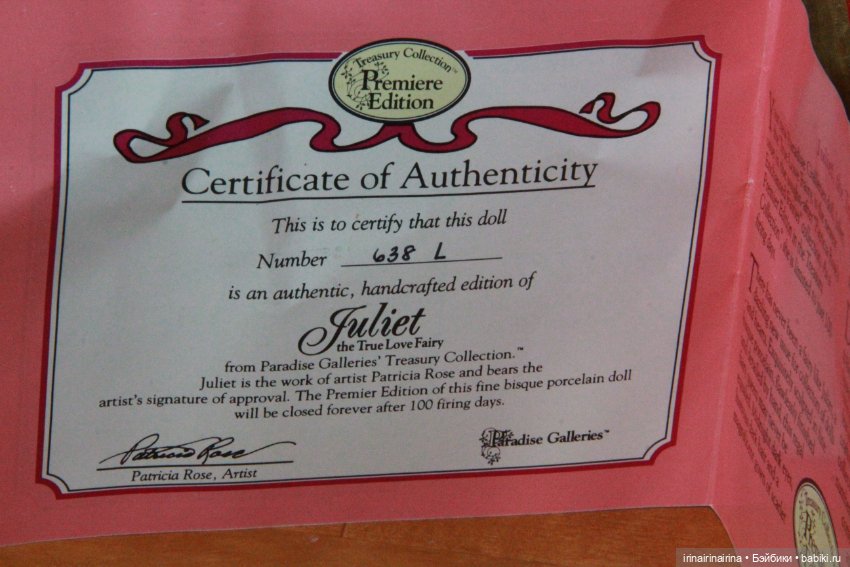 Treasury Collection™
Premiere
Edition
Certificate of Authenticity
This is to certify that this doll
Number 638 L
is an authentic, handcrafted edition of
Juliet
the True Love Fairy
from Paradise Galleries' Treasury Collection.™
Juliet is the work of artist Patricia Rose and bears the
artist's signature of approval. The Premier Edition of this fine bisque porcelain doll
will be closed forever after 100 firing days.
Patricia Rose
Patricia Rose, Artist
Paradise Galleries™
Treasury Collection
Premiere
Edition
irinairinairina • Бэйбики • babiki.ru